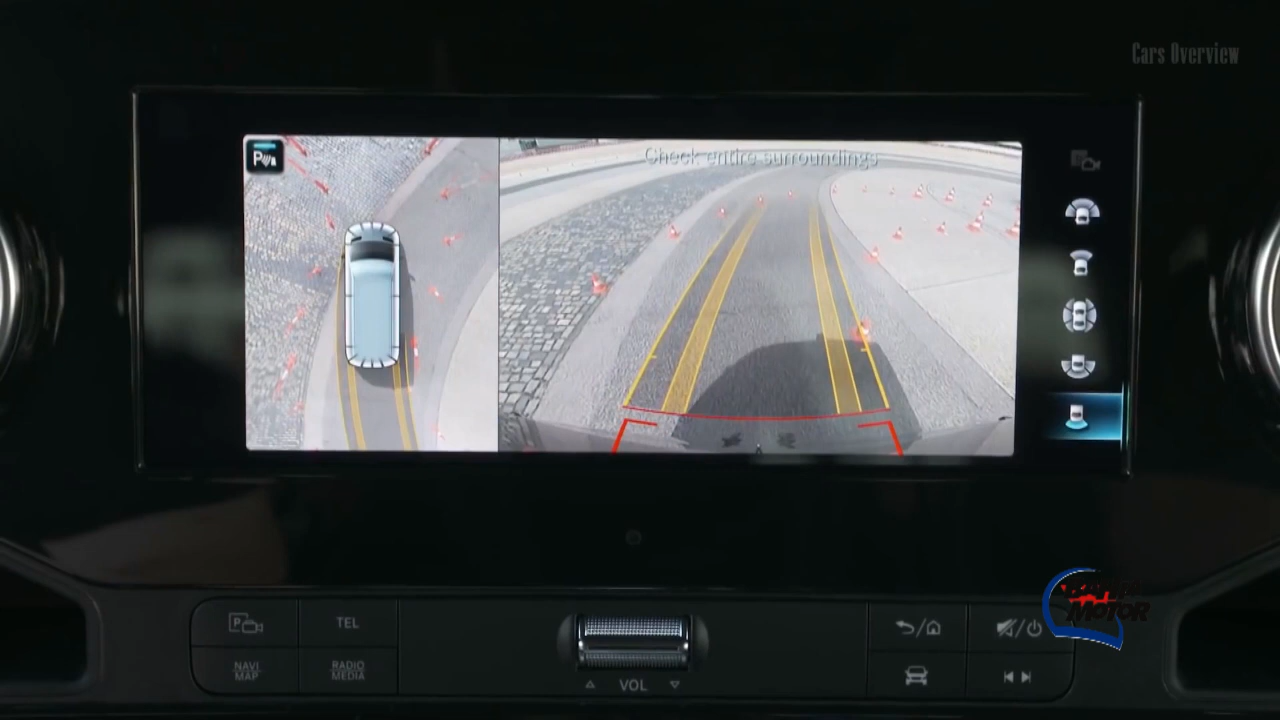 Cars Overview
P
Check entire surroundings
P
TEL
NAVI
MAP
RADIO
MEDIA
VOL
MOTOR